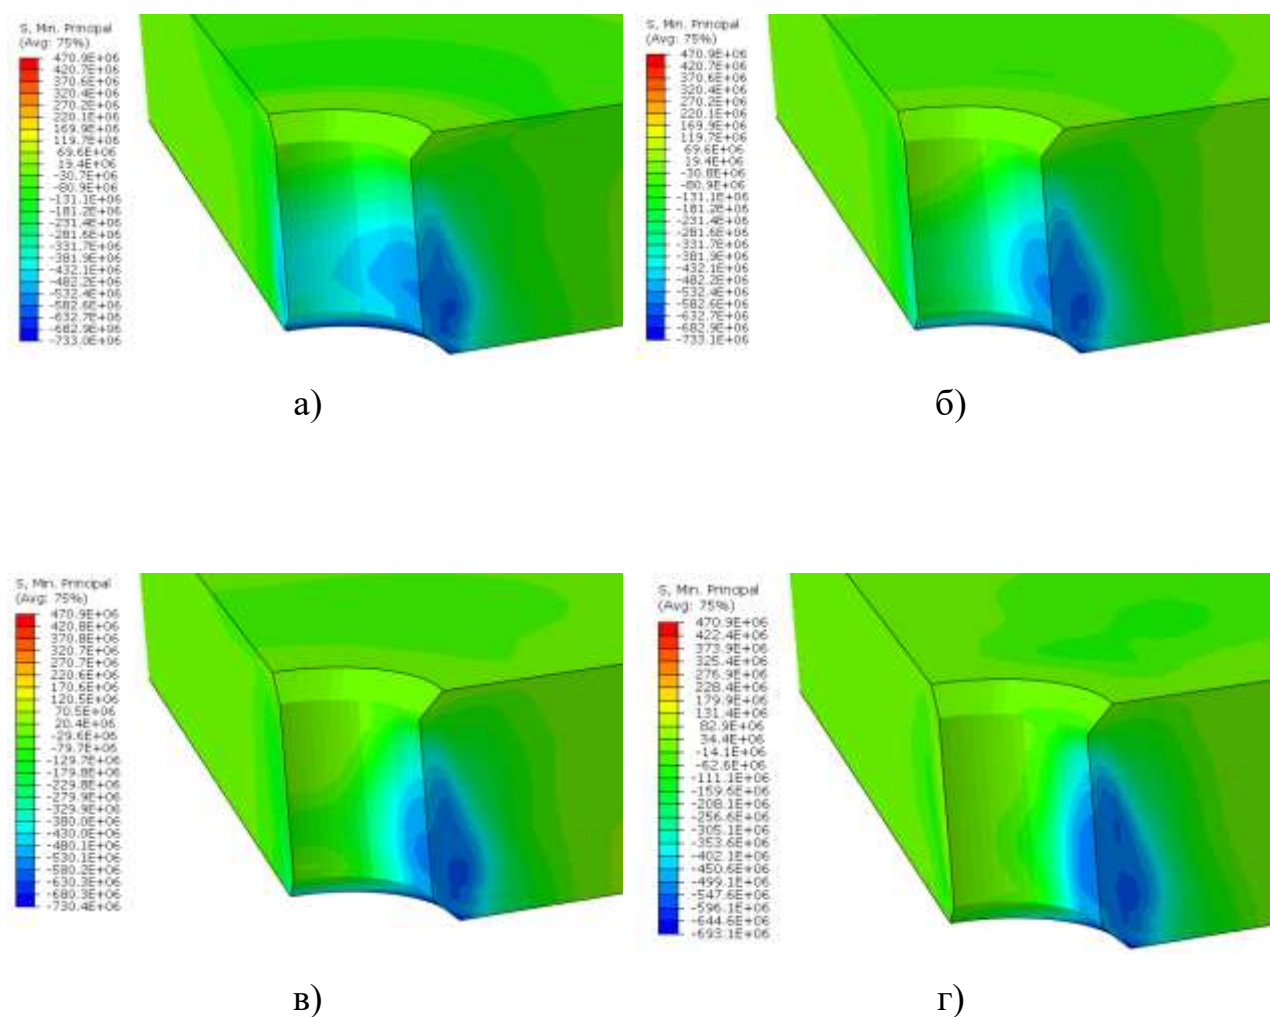 S, Min. Principal
(Avg: 75%)
470.9E+06
420.7E+06
370.6E+06
320.4E+06
270.2E+06
220.1E+06
169.9E+06
119.7E+06
69.6E+06
19.4E+06
-30.7E+06
-80.9E+06
-131.1E+06
-181.2E+06
-231.4E+06
-281.6E+06
-331.7E+06
-381.9E+06
-432.1E+06
-482.2E+06
-532.4E+06
-582.6E+06
-632.7E+06
-682.9E+06
-733.0E+06
а)
S, Min. Principal
(Avg: 75%)
470.9E+06
420.7E+06
370.6E+06
320.4E+06
270.2E+06
220.1E+06
169.9E+06
119.7E+06
69.6E+06
19.4E+06
-30.8E+06
-80.9E+06
-131.1E+06
-181.2E+06
-231.4E+06
-281.6E+06
-331.7E+06
-381.9E+06
-432.1E+06
-482.2E+06
-532.4E+06
-582.6E+06
-632.7E+06
-682.9E+06
-733.1E+06
б)
S, Min. Principal
(Avg: 75%)
470.9E+06
420.8E+06
370.8E+06
320.7E+06
270.7E+06
220.6E+06
170.6E+06
120.5E+06
70.5E+06
20.4E+06
-29.6E+06
-79.7E+06
-129.7E+06
-179.8E+06
-229.8E+06
-279.9E+06
-329.9E+06
-380.0E+06
-430.0E+06
-480.1E+06
-530.1E+06
-580.2E+06
-630.3E+06
-680.3E+06
-730.4E+06
в)
S, Min. Principal
(Avg: 75%)
470.9E+06
422.4E+06
373.9E+06
325.4E+06
276.9E+06
228.4E+06
179.9E+06
131.4E+06
82.9E+06
34.4E+06
-14.1E+06
-62.6E+06
-111.1E+06
-159.6E+06
-208.1E+06
-256.6E+06
-305.1E+06
-353.6E+06
-402.1E+06
-450.6E+06
-499.1E+06
-547.6E+06
-596.1E+06
-644.6E+06
-693.1E+06
г)